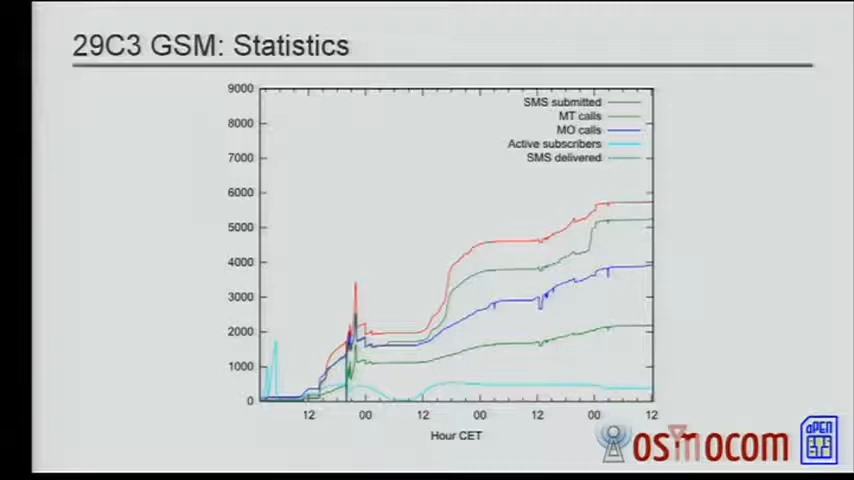 29C3 GSM: Statistics
9000
8000
7000
6000
5000
4000
3000
2000
1000
0
SMS submitted
MT calls
MO calls
Active subscribers
SMS delivered
12 00 12 00 12 00 12
Hour CET
osmocom
OPEN